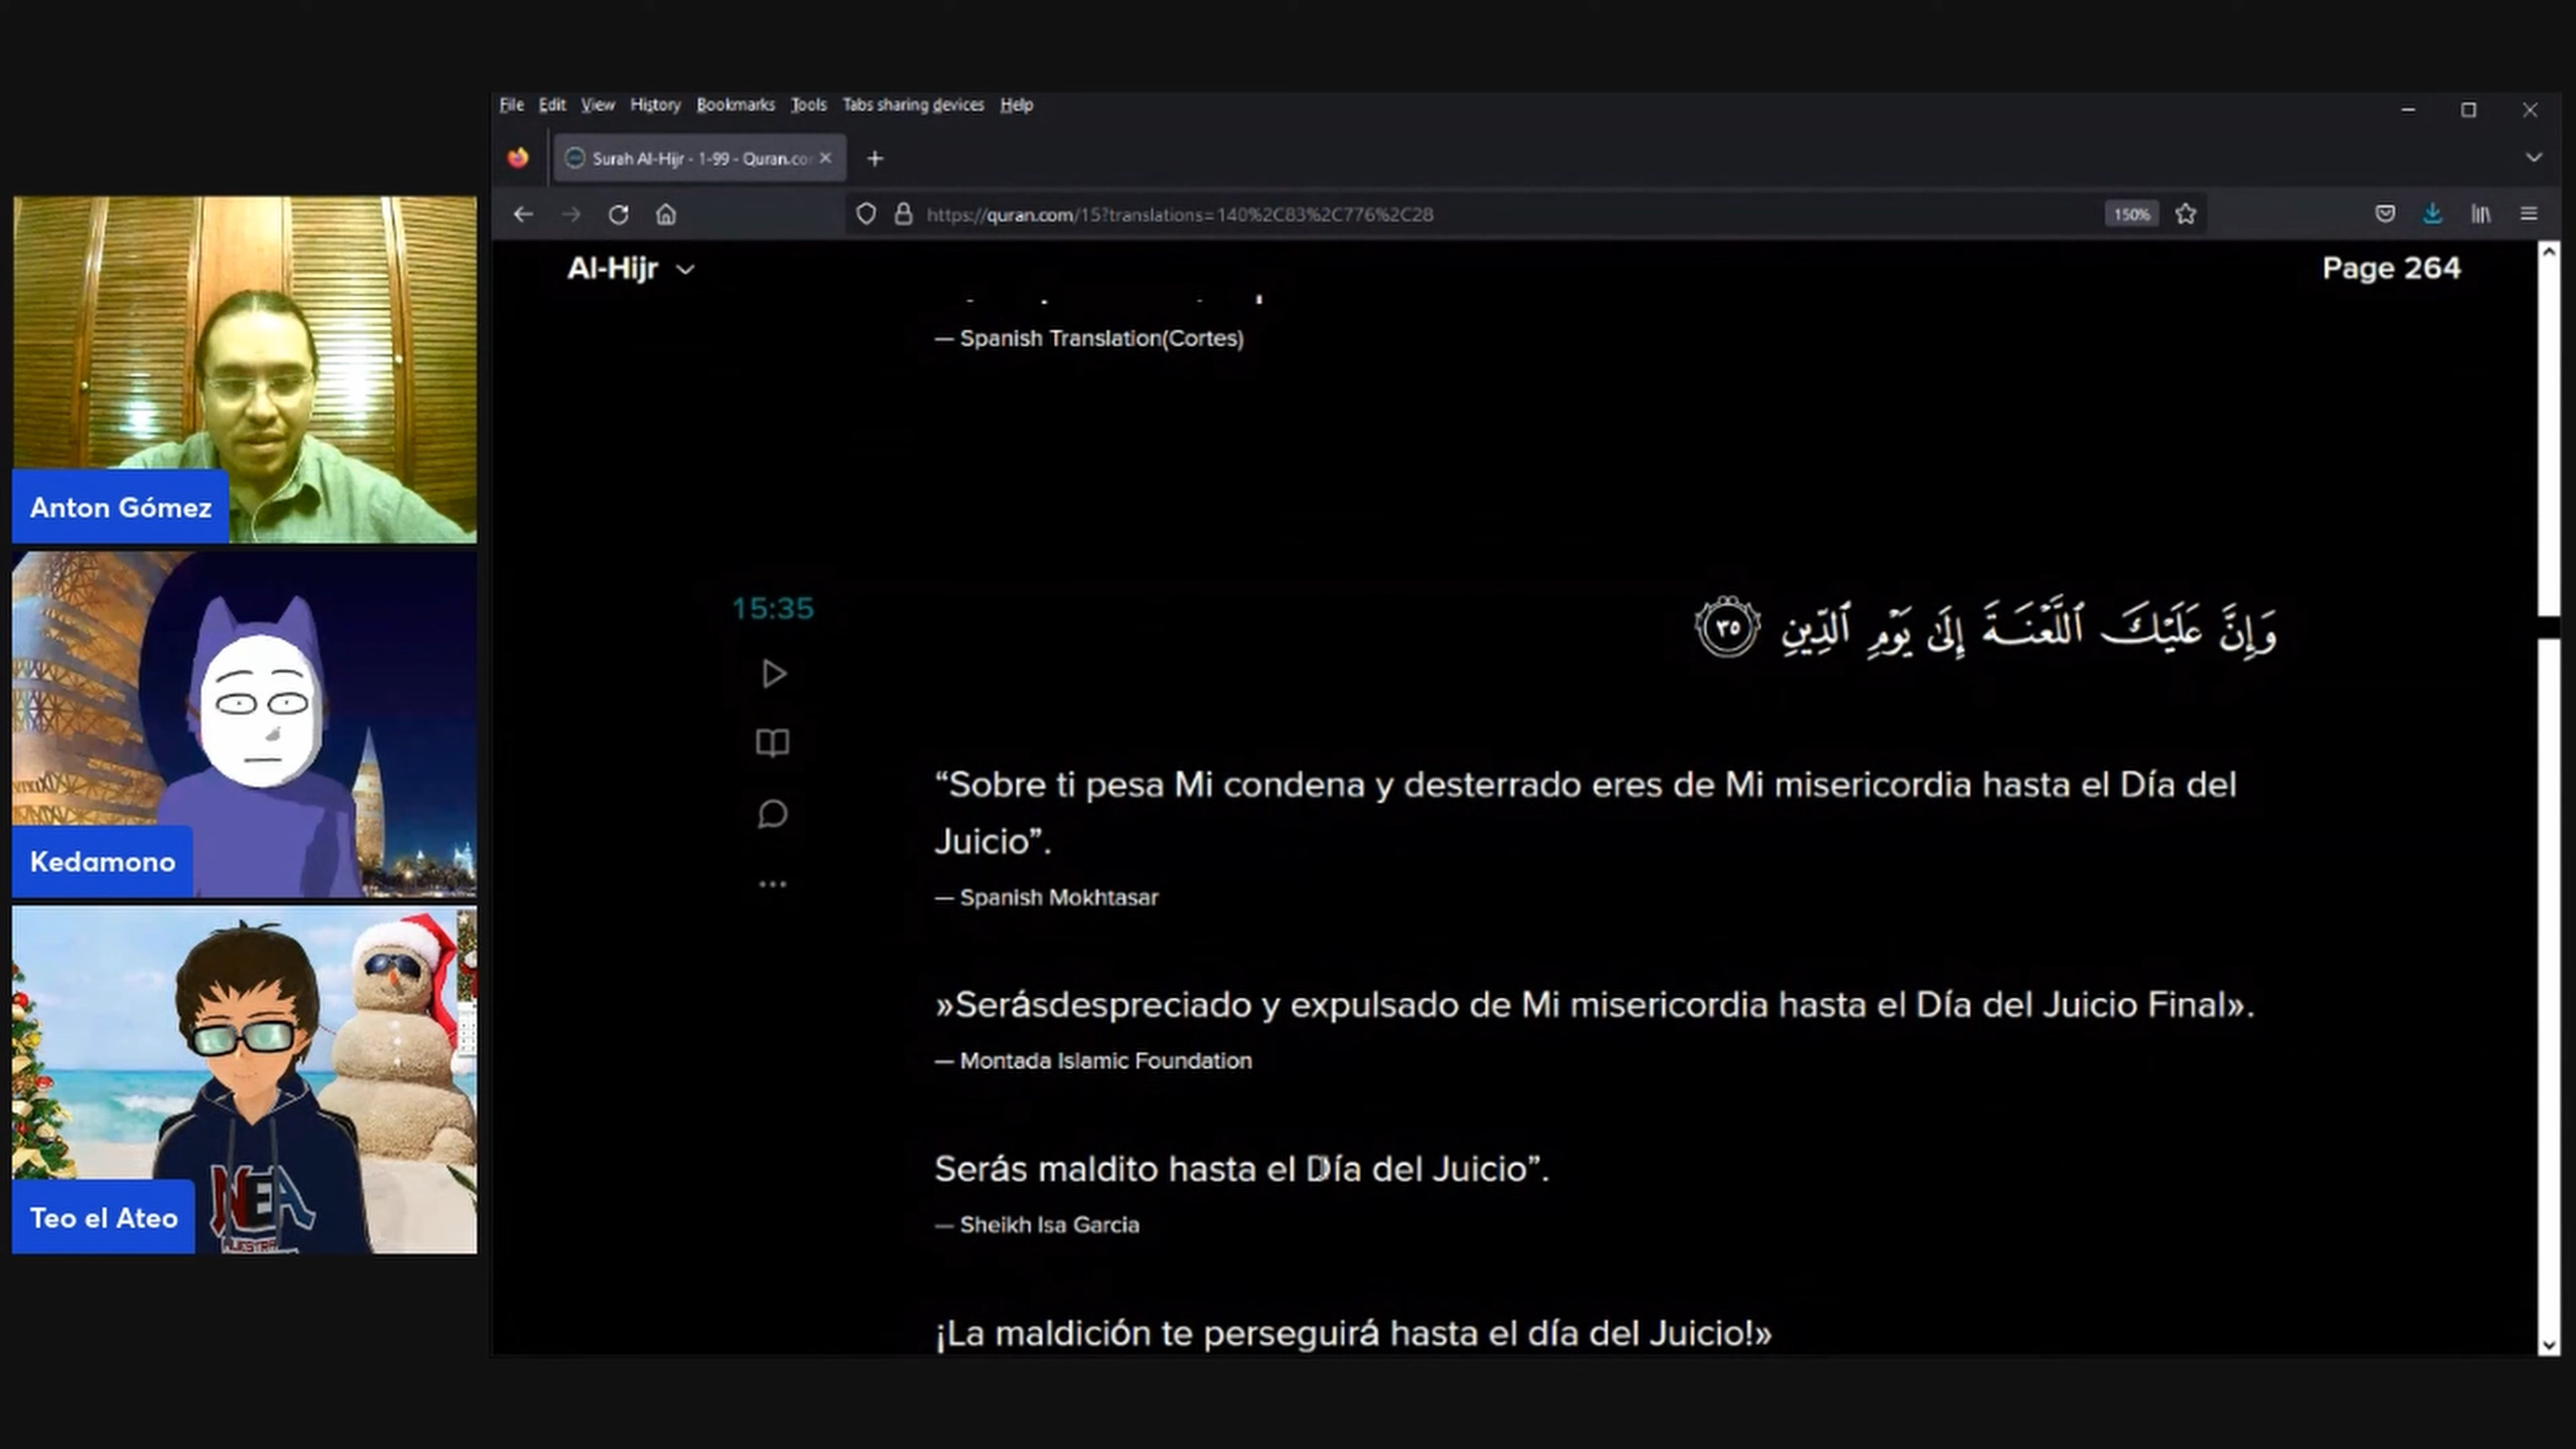 File Edit View History Bookmarks Tools Tabs sharing devices Help
Surah Al-Hijr - 1-99 - Quran.co
https://quran.com/15?translations=140%2C83%2C776%2C28
150%
Al-Hijr
Page 264
— Spanish Translation(Cortes)
15:35
وَإِنَّ عَلَيْكَ ٱللَّعْنَةَ إِلَىٰ يَوْمِ ٱلدِّينِ ٣٥
“Sobre ti pesa Mi condena y desterrado eres de Mi misericordia hasta el Día del
Juicio”.
— Spanish Mokhtasar
»Serásdespreciado y expulsado de Mi misericordia hasta el Día del Juicio Final».
— Montada Islamic Foundation
Serás maldito hasta el Día del Juicio”.
— Sheikh Isa Garcia
¡La maldición te perseguirá hasta el día del Juicio!»
Anton Gómez
Kedamono
NEA
Teo el Ateo